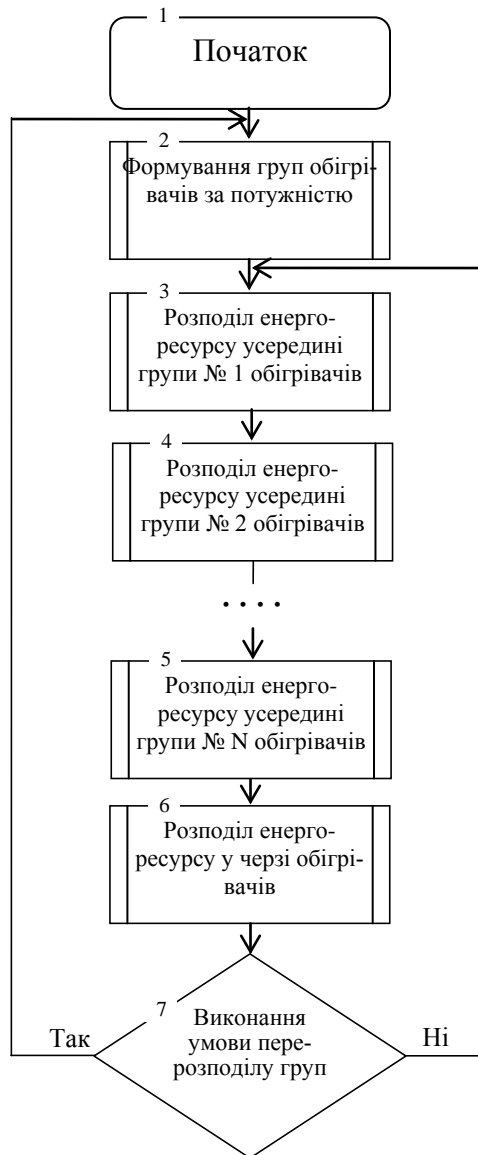 1
Початок
2
Формування груп обігрі-
вачів за потужністю
3
Розподіл енерго-
ресурсу усередині
групи № 1 обігрівачів
4
Розподіл енерго-
ресурсу усередині
групи № 2 обігрівачів
. . . .
5
Розподіл енерго-
ресурсу усередині
групи № N обігрівачів
6
Розподіл енерго-
ресурсу у черзі обігрі-
вачів
7
Виконання
умови пере-
розподілу груп
Так
Ні